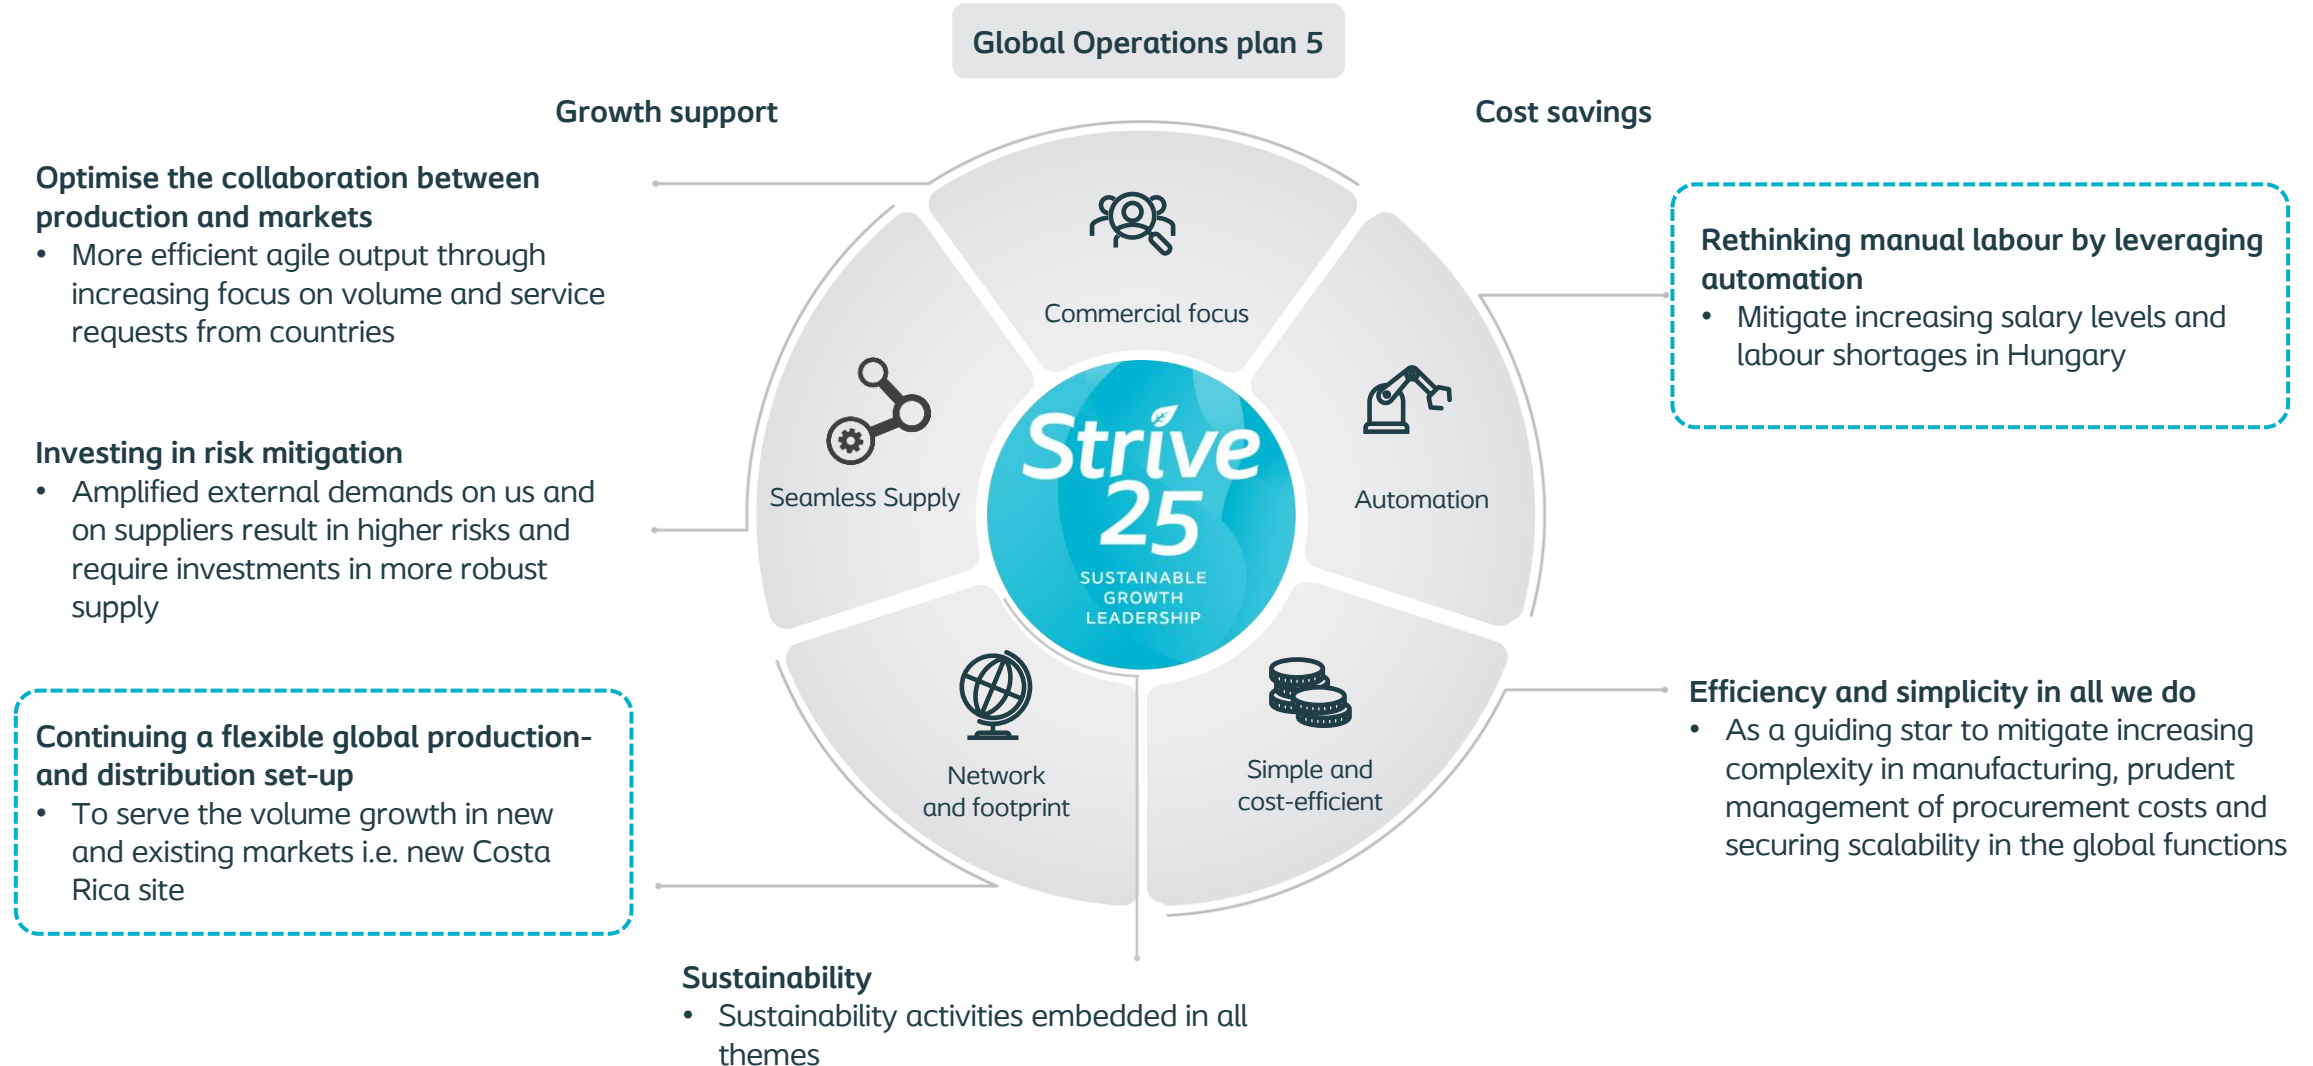 Global Operations plan 5
Growth support
Cost savings
Optimise the collaboration between
production and markets
• More efficient agile output through
increasing focus on volume and service
requests from countries
Investing in risk mitigation
• Amplified external demands on us and
on suppliers result in higher risks and
require investments in more robust
supply
Continuing a flexible global production-
and distribution set-up
• To serve the volume growth in new
and existing markets i.e. new Costa
Rica site
Commercial focus
Seamless Supply
Automation
Network
and footprint
Simple and
cost-efficient
Strive
25
SUSTAINABLE
GROWTH
LEADERSHIP
Rethinking manual labour by leveraging
automation
• Mitigate increasing salary levels and
labour shortages in Hungary
Efficiency and simplicity in all we do
• As a guiding star to mitigate increasing
complexity in manufacturing, prudent
management of procurement costs and
securing scalability in the global functions
Sustainability
• Sustainability activities embedded in all
themes